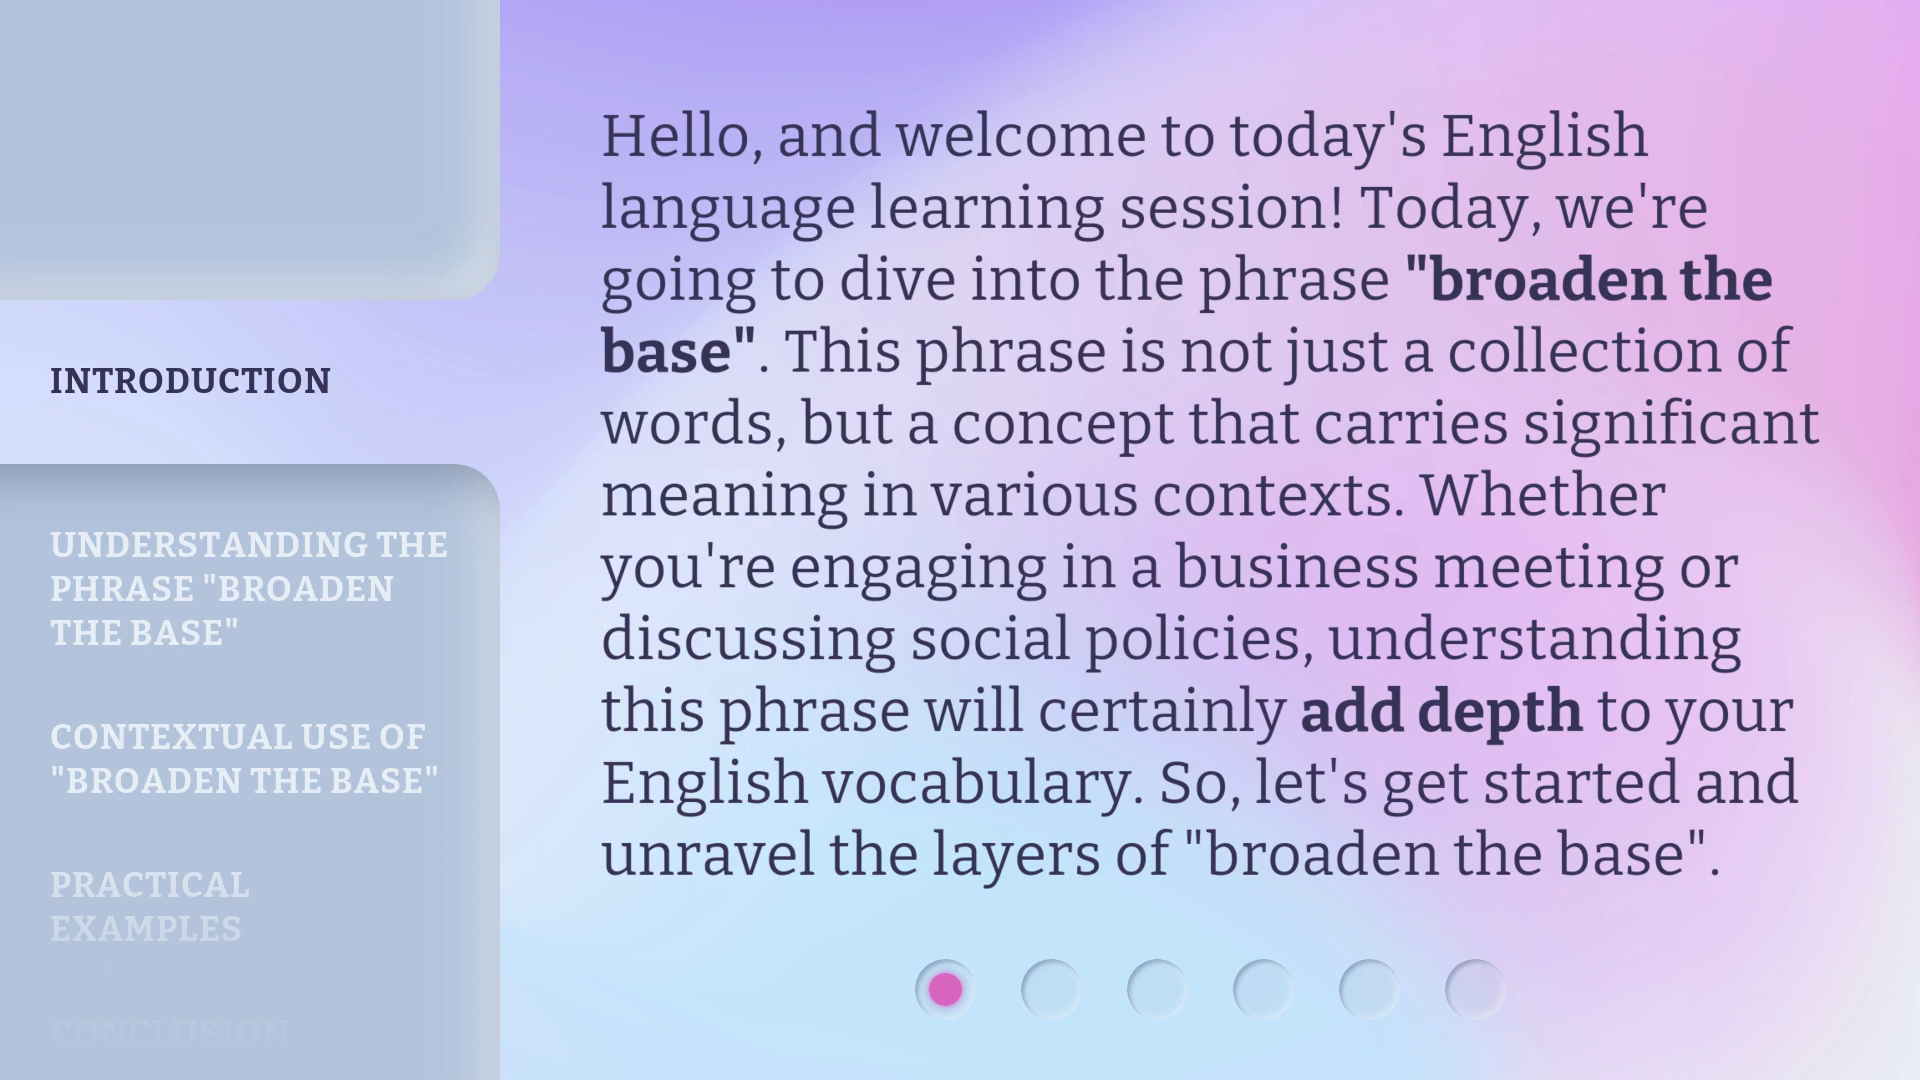 INTRODUCTION
UNDERSTANDING THE
PHRASE "BROADEN
THE BASE"
CONTEXTUAL USE OF
"BROADEN THE BASE"
PRACTICAL
EXAMPLES
CONCLUSION
Hello, and welcome to today's English
language learning session! Today, we're
going to dive into the phrase "broaden the
base". This phrase is not just a collection of
words, but a concept that carries significant
meaning in various contexts. Whether
you're engaging in a business meeting or
discussing social policies, understanding
this phrase will certainly add depth to your
English vocabulary. So, let's get started and
unravel the layers of "broaden the base".